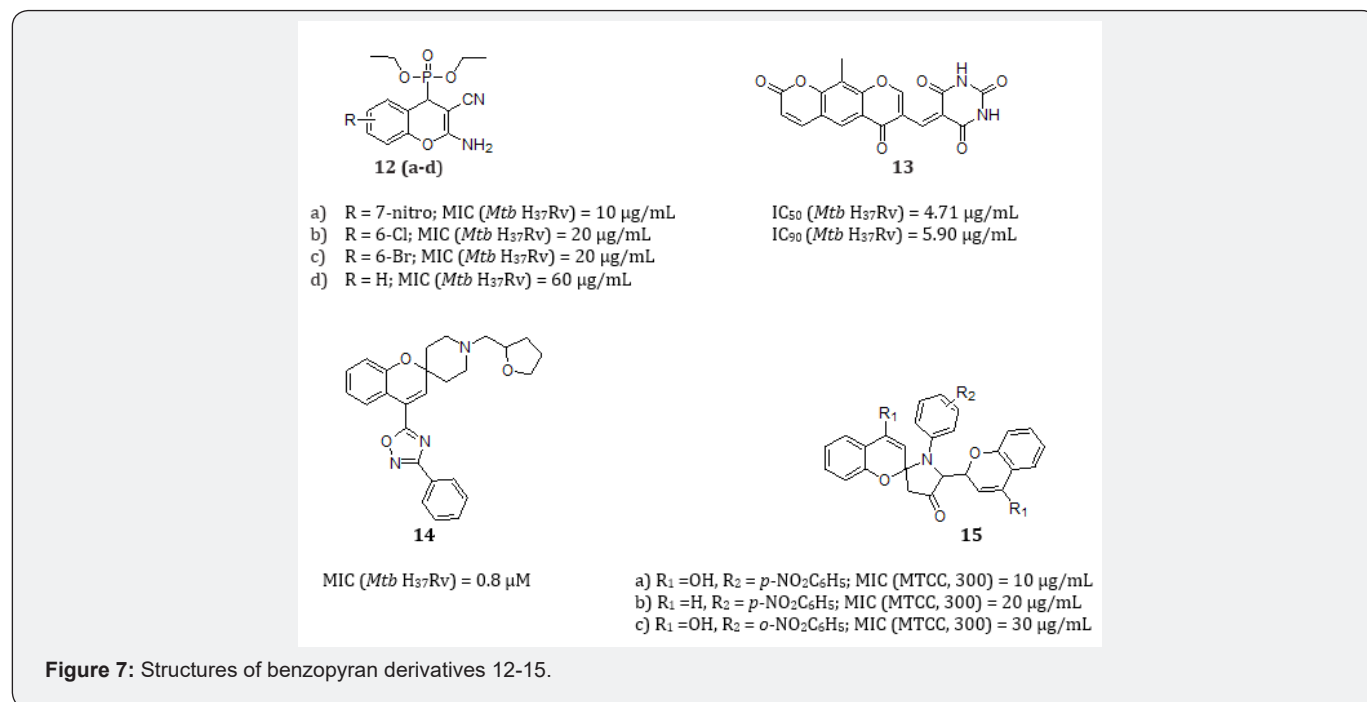 O
O P O
CN
R
O NH₂
12 (a-d)
O O O
O
O H N O
NH
O
13
a) R = 7-nitro; MIC (Mtb H₃₇Rv) = 10 µg/mL
b) R = 6-Cl; MIC (Mtb H₃₇Rv) = 20 µg/mL
c) R = 6-Br; MIC (Mtb H₃₇Rv) = 20 µg/mL
d) R = H; MIC (Mtb H₃₇Rv) = 60 µg/mL
IC₅₀ (Mtb H₃₇Rv) = 4.71 µg/mL
IC₉₀ (Mtb H₃₇Rv) = 5.90 µg/mL
O N
O
O N
N
14
R₂
R₁
N O
O
O R₁
15
MIC (Mtb H₃₇Rv) = 0.8 µM
a) R₁ =OH, R₂ = p-NO₂C₆H₅; MIC (MTCC, 300) = 10 µg/mL
b) R₁ =H, R₂ = p-NO₂C₆H₅; MIC (MTCC, 300) = 20 µg/mL
c) R₁ =OH, R₂ = o-NO₂C₆H₅; MIC (MTCC, 300) = 30 µg/mL
Figure 7: Structures of benzopyran derivatives 12-15.